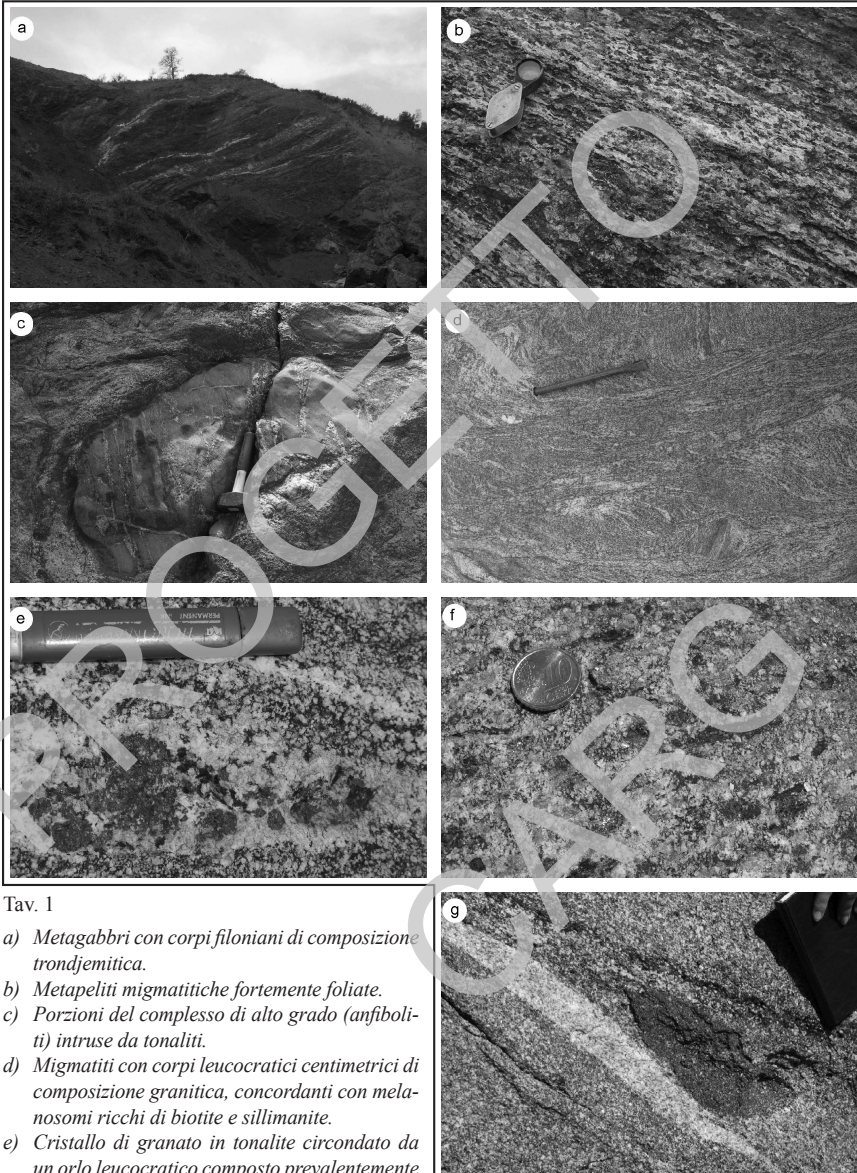 a
b
c
d
e
f
g
PERMANENT
10
PROGETTO
CARG
Tav. 1
a) Metagabbri con corpi filoniani di composizione
trondjemitica.
b) Metapeliti migmatitiche fortemente foliate.
c) Porzioni del complesso di alto grado (anfiboli-
ti) intruse da tonaliti.
d) Migmatiti con corpi leucocratici centimetrici di
composizione granitica, concordanti con mela-
nosomi ricchi di biotite e sillimanite.
e) Cristallo di granato in tonalite circondato da
un orlo leucocratico composto prevalentemente